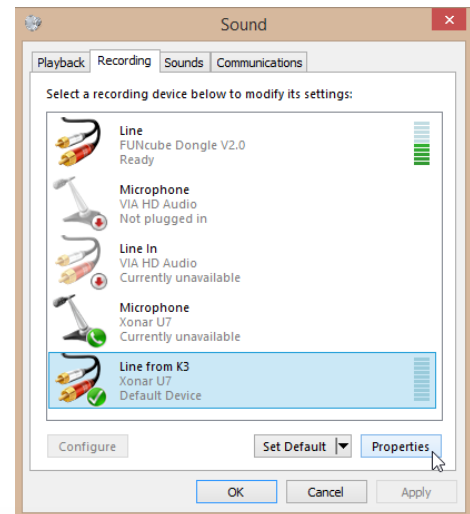 Sound
Playback Recording Sounds Communications
Select a recording device below to modify its settings:
Line
FUNcube Dongle V2.0
Ready
Microphone
VIA HD Audio
Not plugged in
Line In
VIA HD Audio
Currently unavailable
Microphone
Xonar U7
Currently unavailable
Line from K3
Xonar U7
Default Device
Configure Set Default Properties
OK Cancel Apply